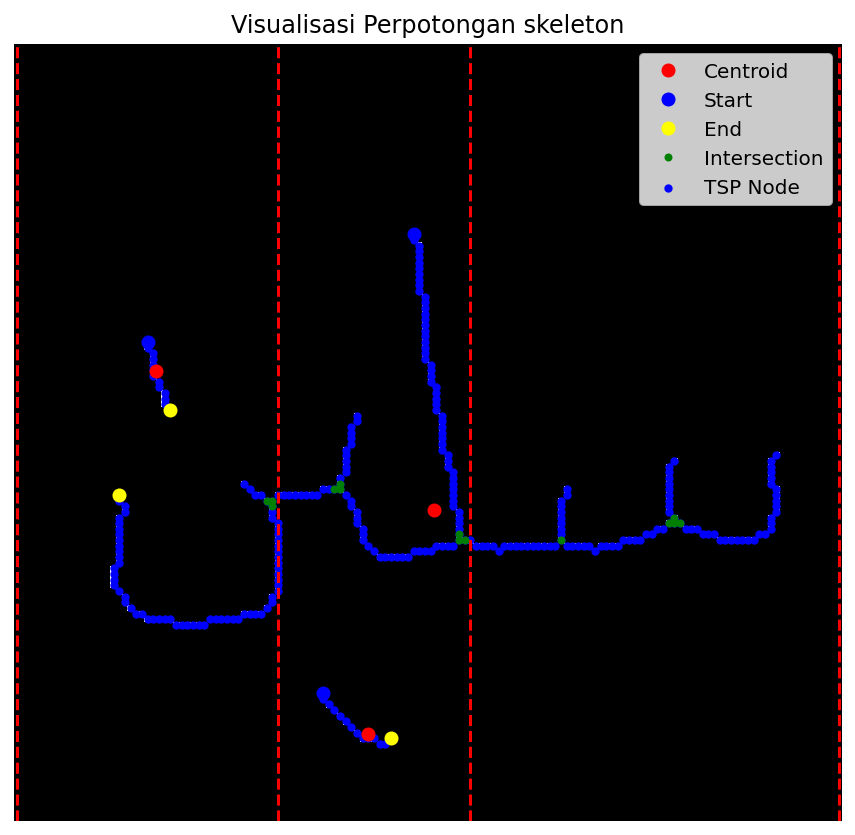 Visualisasi Perpotongan skeleton
Centroid
Start
End
Intersection
TSP Node